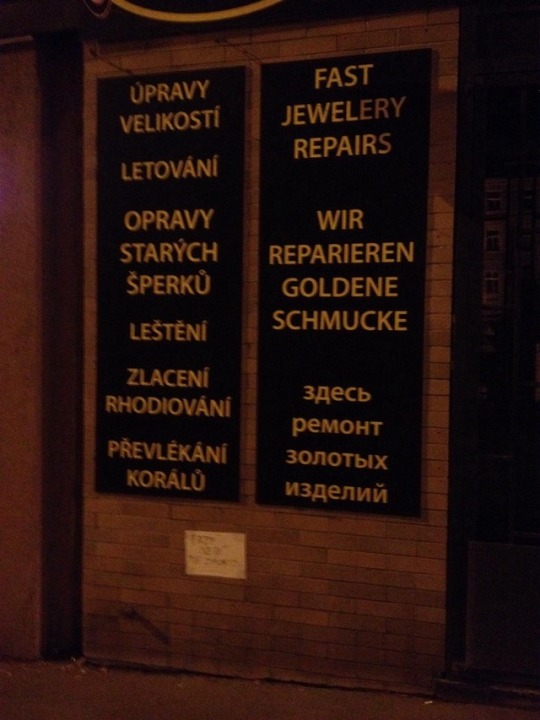 ÚPRAVY
VELIKOSTÍ
LETOVÁNÍ
OPRAVY
STARÝCH
ŠPERKŮ
LEŠTĚNÍ
ZLACENÍ
RHODIOVÁNÍ
PŘEVLÉKÁNÍ
KORÁLŮ
FAST
JEWELERY
REPAIRS
WIR
REPARIEREN
GOLDENE
SCHMUCKE
здесь
ремонт
золотых
изделий